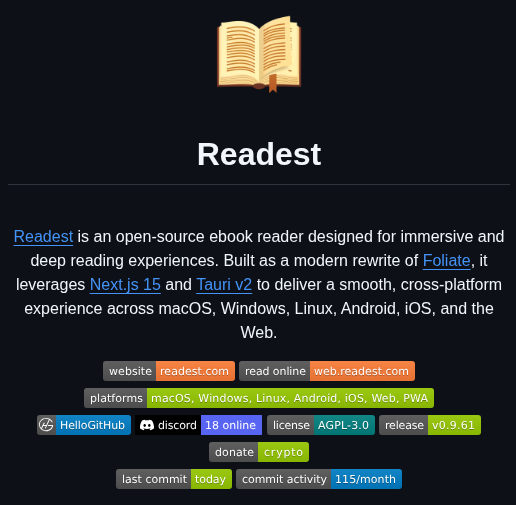 Readest
Readest is an open-source ebook reader designed for immersive and
deep reading experiences. Built as a modern rewrite of Foliate, it
leverages Next.js 15 and Tauri v2 to deliver a smooth, cross-platform
experience across macOS, Windows, Linux, Android, iOS, and the
Web.
website readest.com read online web.readest.com
platforms macOS, Windows, Linux, Android, iOS, Web, PWA
HelloGitHub discord 18 online license AGPL-3.0 release v0.9.61
donate crypto
last commit today commit activity 115/month